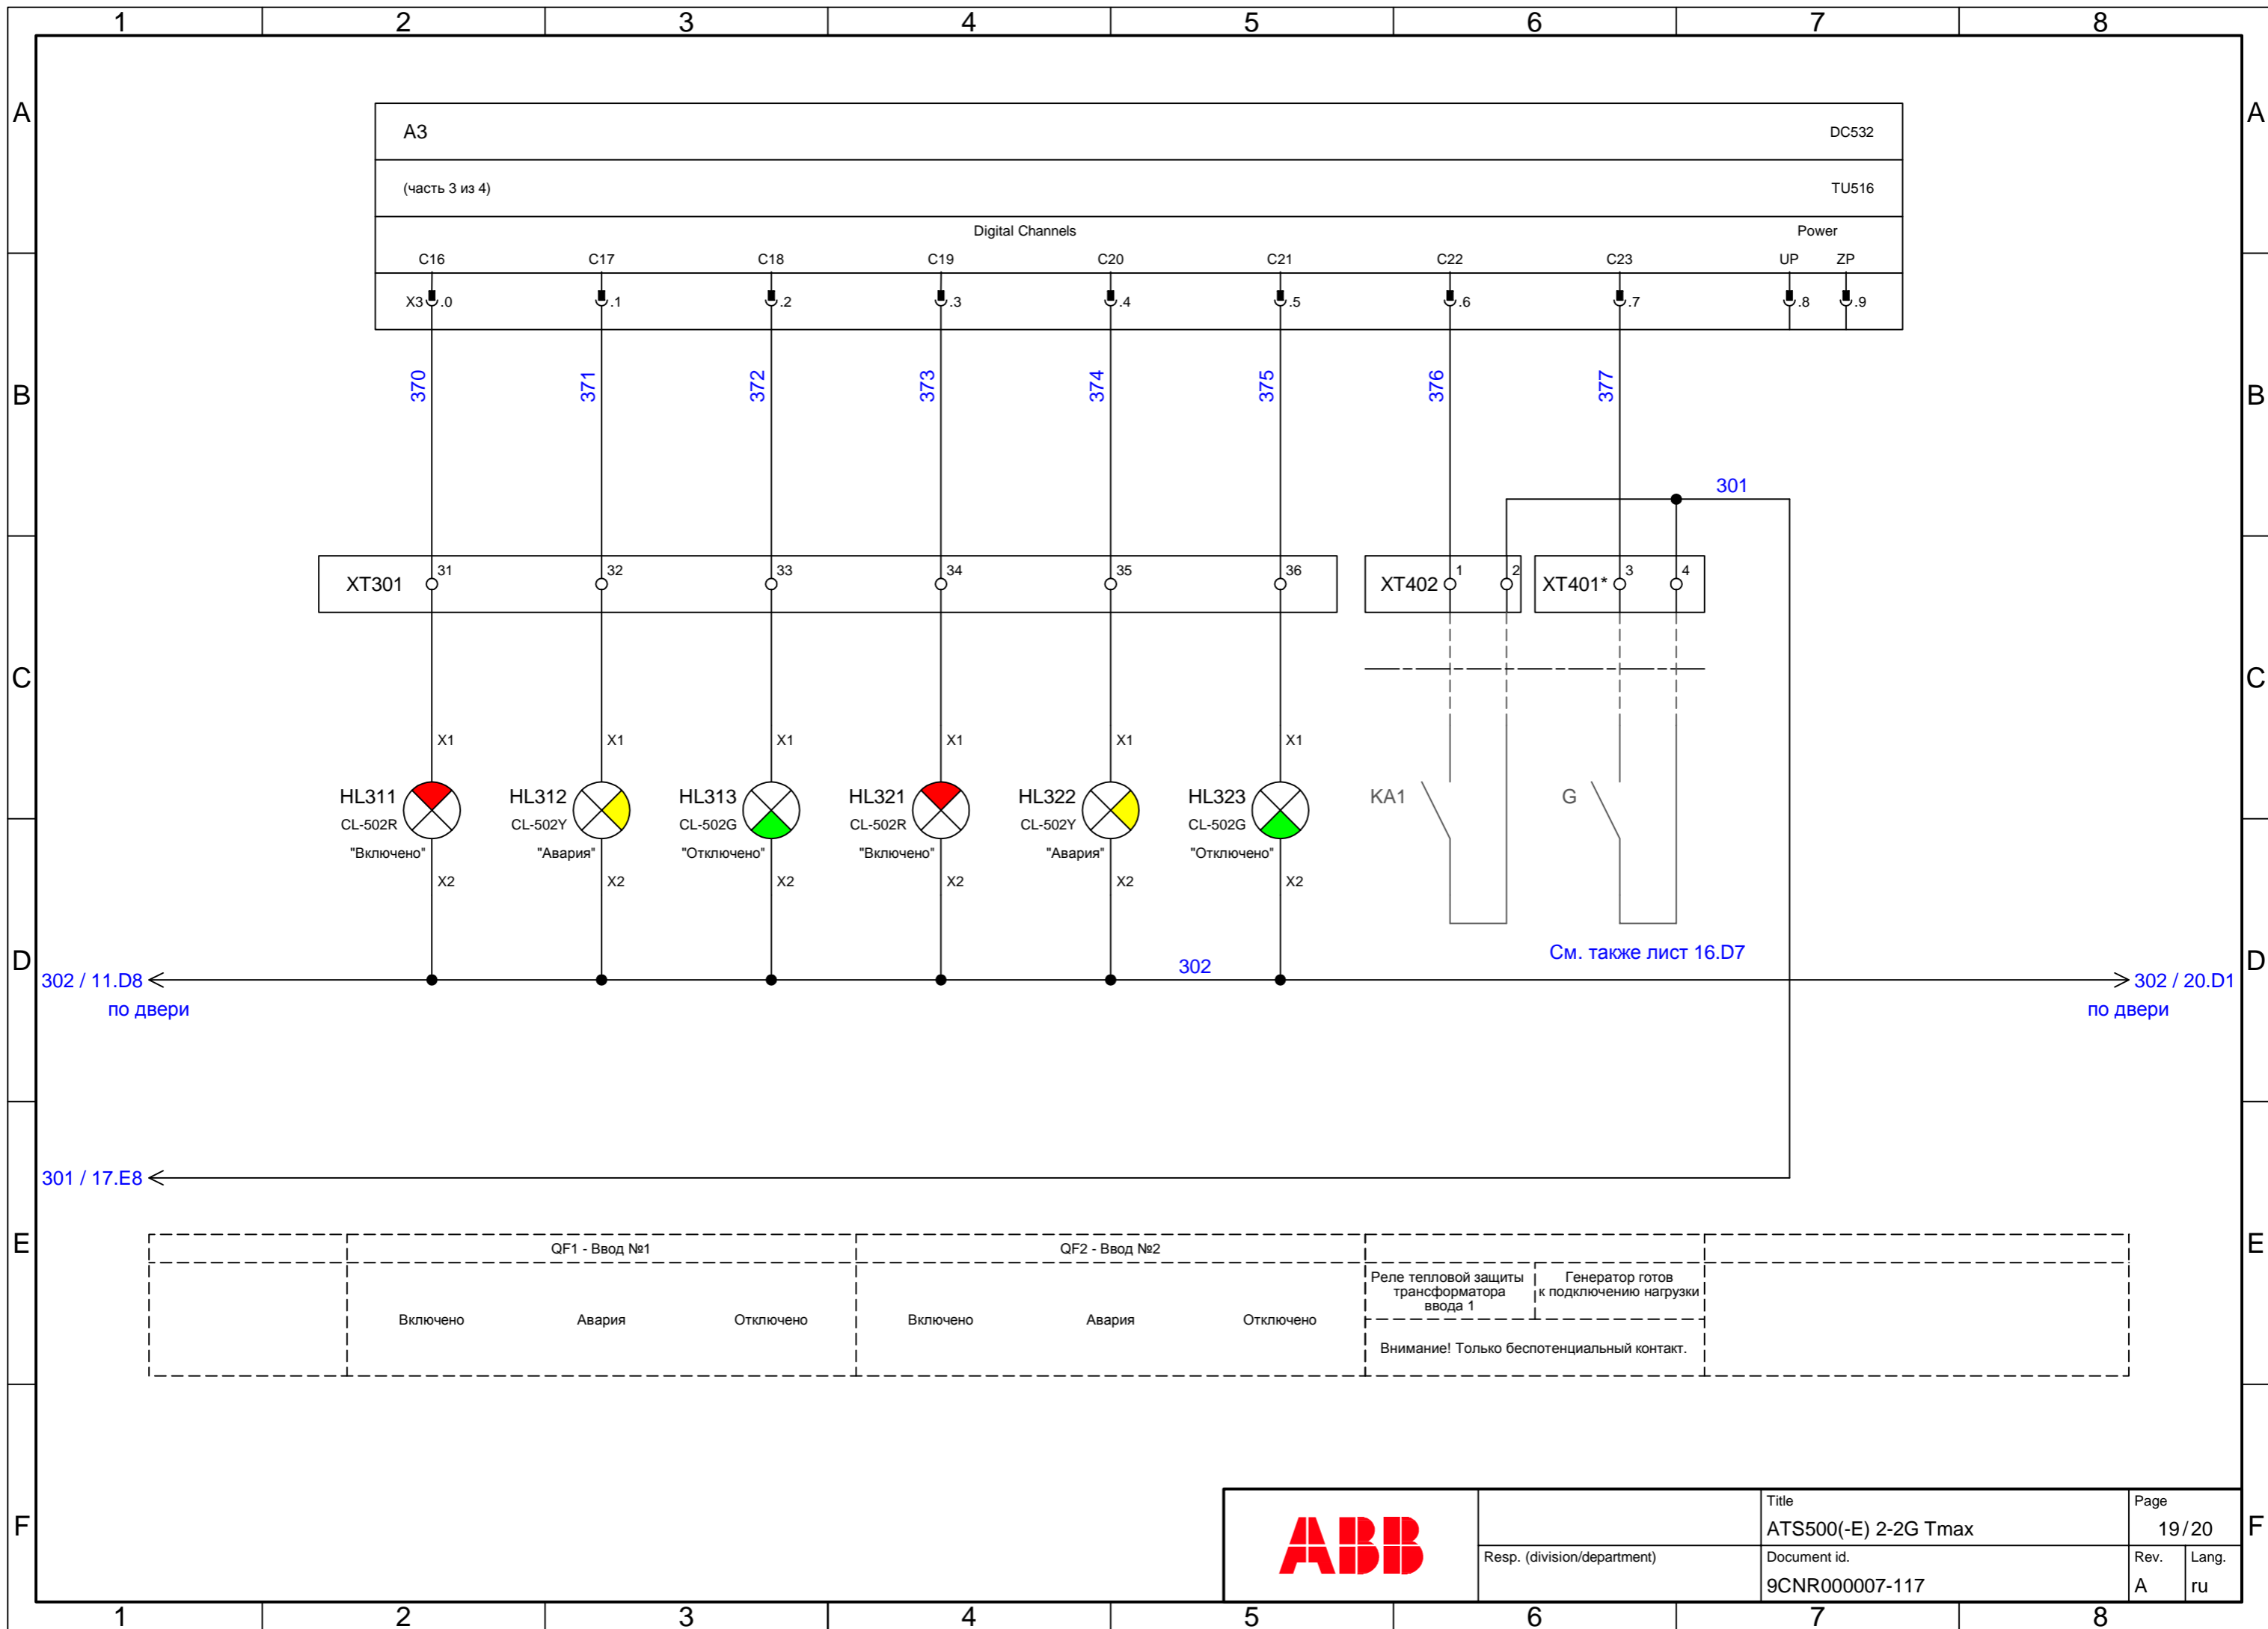 1 2 3 4 5 6 7 8
A A
A3 DC532
(часть 3 из 4) TU516
Digital Channels Power
C16 C17 C18 C19 C20 C21 C22 C23 UP ZP
X3 .0 .1 .2 .3 .4 .5 .6 .7 .8 .9
B B
370 371 372 373 374 375 376 377
301
XT301 31 32 33 34 35 36 XT402 1 2 XT401* 3 4
C C
X1 X1 X1 X1 X1 X1
HL311 HL312 HL313 HL321 HL322 HL323 KA1 G
CL-502R CL-502Y CL-502G CL-502R CL-502Y CL-502G
"Включено" "Авария" "Отключено" "Включено" "Авария" "Отключено"
X2 X2 X2 X2 X2 X2
См. также лист 16.D7
D D
302
302 / 11.D8 302 / 20.D1
по двери по двери
301 / 17.E8
E E
QF1 - Ввод №1 QF2 - Ввод №2
Реле тепловой защиты
трансформатора
ввода 1
Генератор готов
к подключению нагрузки
Включено Авария Отключено Включено Авария Отключено
Внимание! Только беспотенциальный контакт.
F F
ABB
Title
ATS500(-E) 2-2G Tmax
Page
19/20
Resp. (division/department)
Document id.
9CNR000007-117
Rev.
A
Lang.
ru
1 2 3 4 5 6 7 8